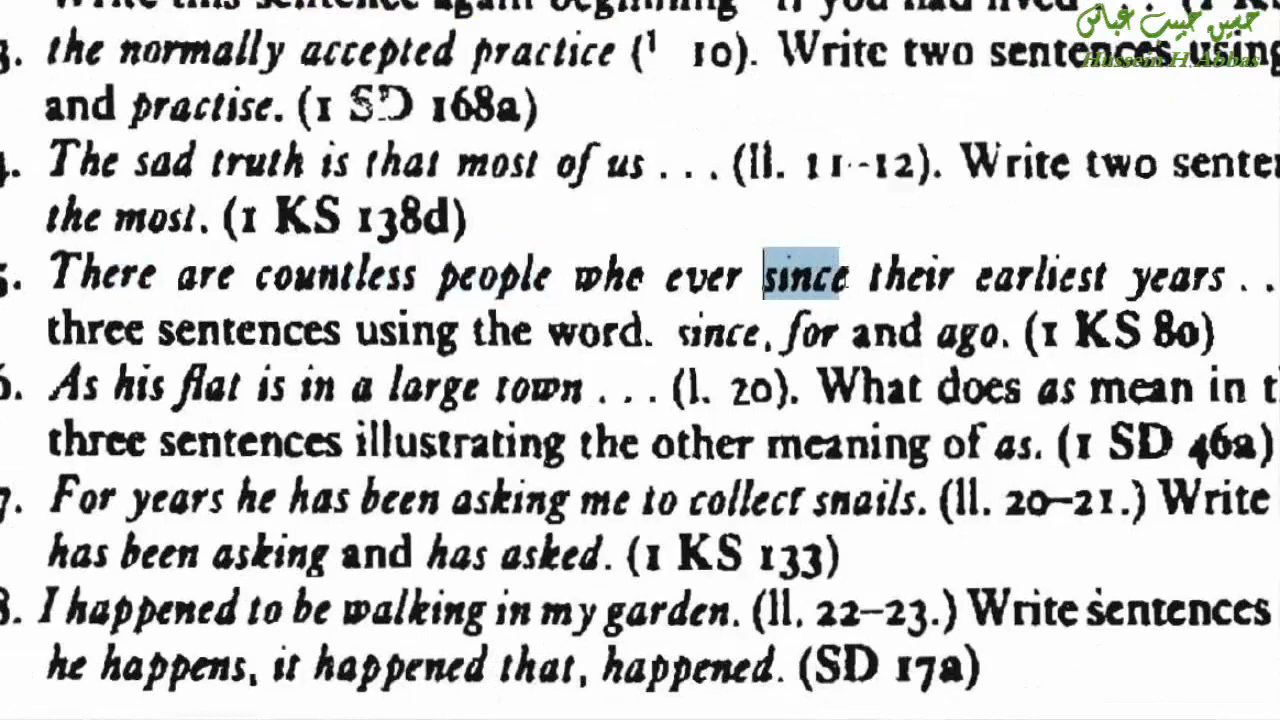 Write this sentence again beginning 'If you had lived
حسين حبيب عباس
Hussein H Abbas
3. the normally accepted practice (l 10). Write two sentences using
and practise. (1 SD 168a)
4. The sad truth is that most of us ... (ll. 11-12). Write two senten
the most. (1 KS 138d)
5. There are countless people who ever since their earliest years ..
three sentences using the word. since, for and ago. (1 KS 80)
6. As his flat is in a large town ... (l. 20). What does as mean in t
three sentences illustrating the other meaning of as. (1 SD 46a)
7. For years he has been asking me to collect snails. (ll. 20-21.) Write
has been asking and has asked. (1 KS 133)
8. I happened to be walking in my garden. (ll. 22-23.) Write sentences
he happens, it happened that, happened. (SD 17a)